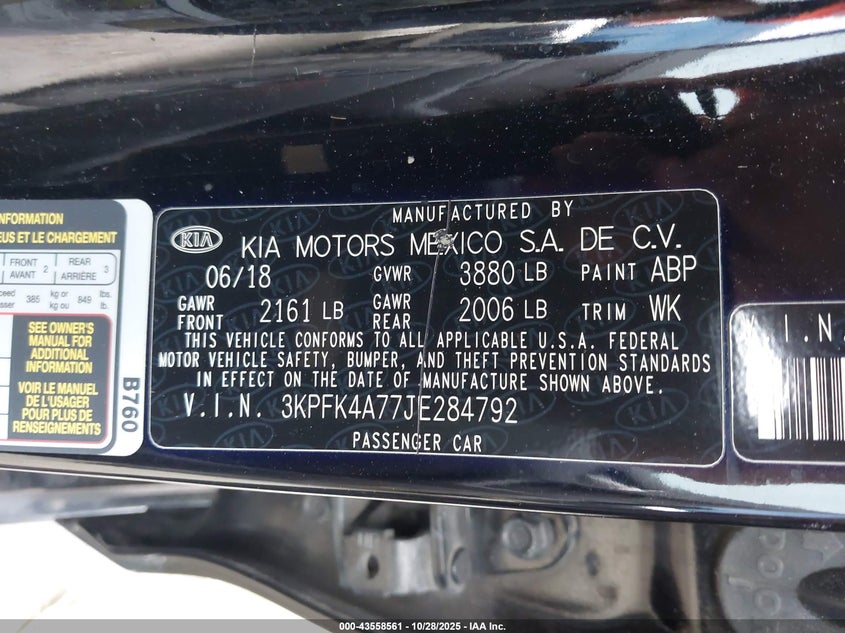 INFORMATION
EUS ET LE CHARGEMENT
FRONT 2 REAR 3
AVANT ARRIÈRE
385 kg or 849 lbs.
kg ou lb.
SEE OWNER'S
MANUAL FOR
ADDITIONAL
INFORMATION
VOIR LE MANUEL
DE L'USAGER
POUR PLUS DE
RENSEIGNEMENTS
B760
MANUFACTURED BY
KIA KIA MOTORS MEXICO S.A. DE C.V.
06/18 GVWR 3880 LB PAINT ABP
GAWR FRONT 2161 LB GAWR REAR 2006 LB TRIM WK
THIS VEHICLE CONFORMS TO ALL APPLICABLE U.S.A. FEDERAL
MOTOR VEHICLE SAFETY, BUMPER, AND THEFT PREVENTION STANDARDS
IN EFFECT ON THE DATE OF MANUFACTURE SHOWN ABOVE.
V.I.N. 3KPFK4A77JE284792
PASSENGER CAR
V.I.N.
000-43558561 | 10/28/2025 - IAA Inc.